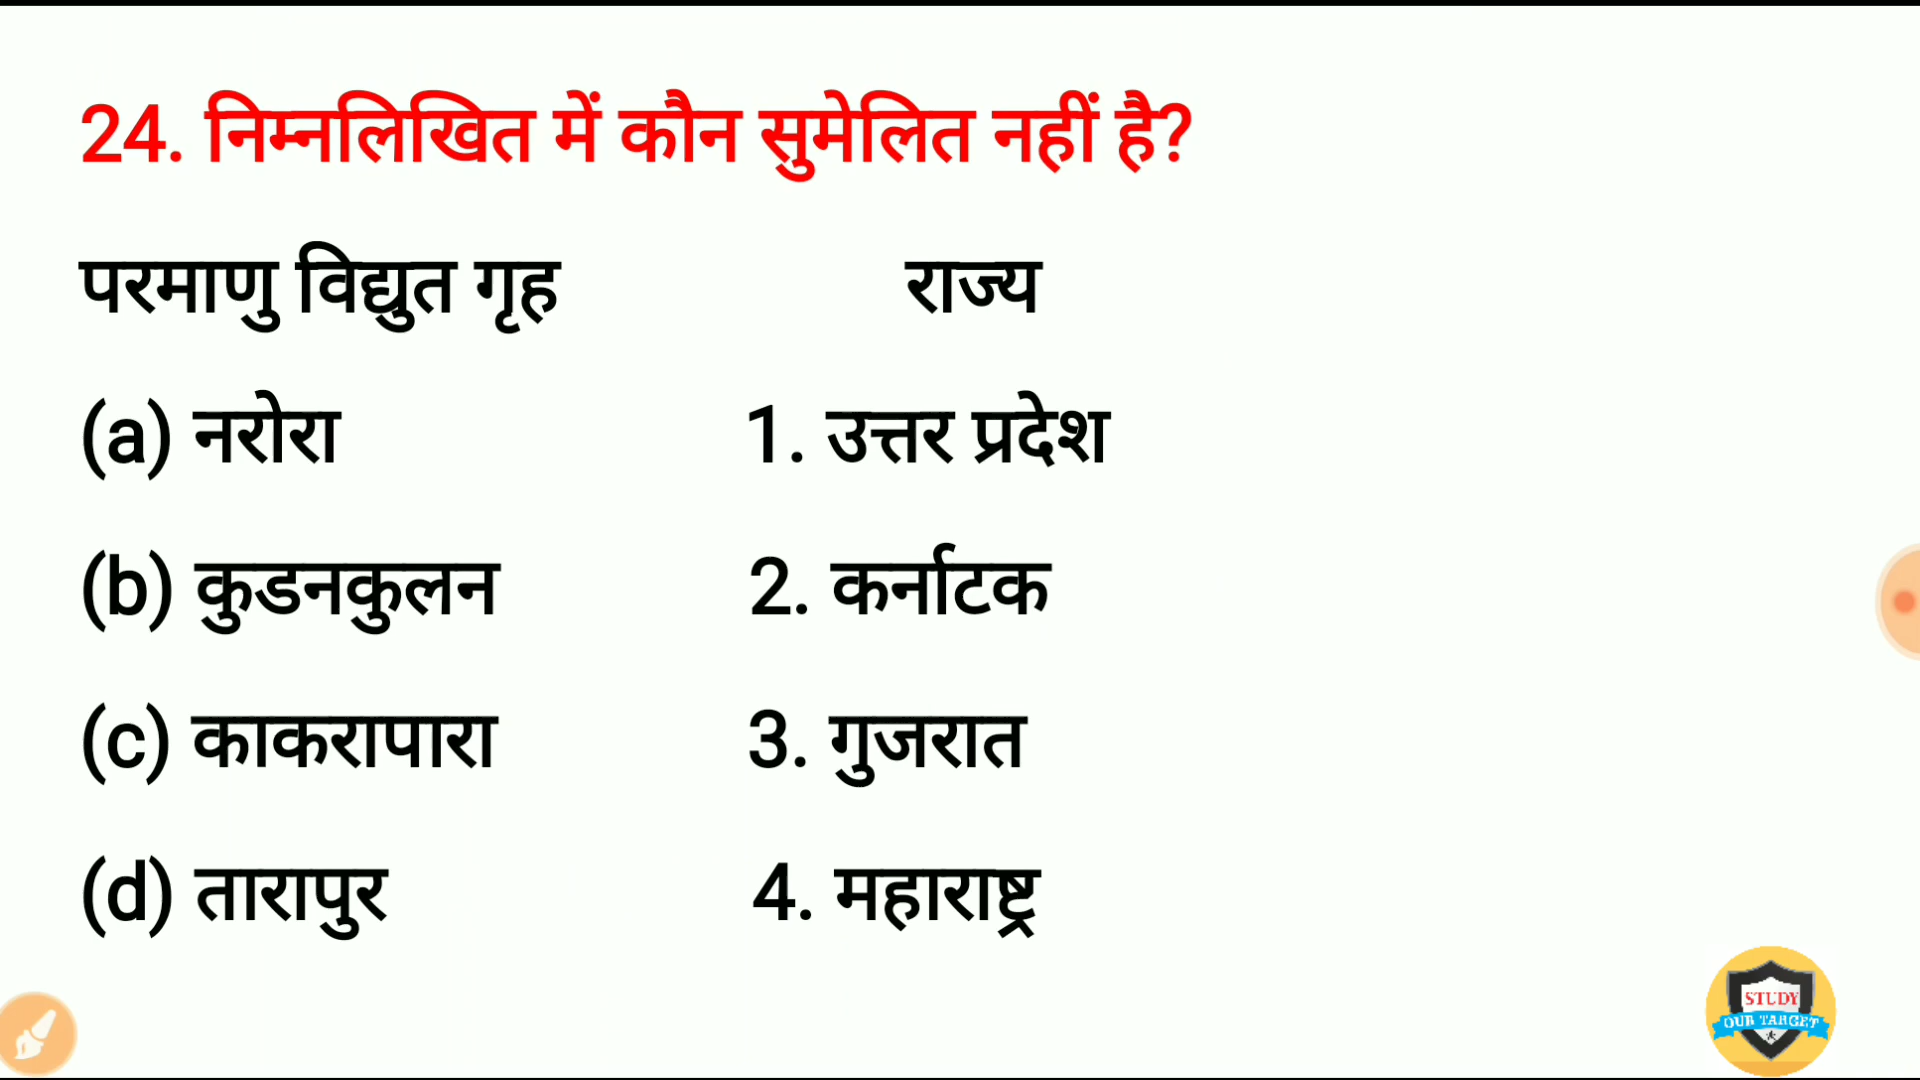 24. निम्नलिखित में कौन सुमेलित नहीं है?
परमाणु विद्युत गृह राज्य
(a) नरोरा 1. उत्तर प्रदेश
(b) कुडनकुलन 2. कर्नाटक
(c) काकरापारा 3. गुजरात
(d) तारापुर 4. महाराष्ट्र
STUDY
OUR TARGET